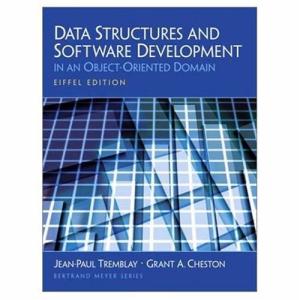 DATA STRUCTURES AND
SOFTWARE DEVELOPMENT
IN AN OBJECT-ORIENTED DOMAIN
EIFFEL EDITION
JEAN-PAUL TREMBLAY · GRANT A. CHESTON
BERTRAND MEYER SERIES